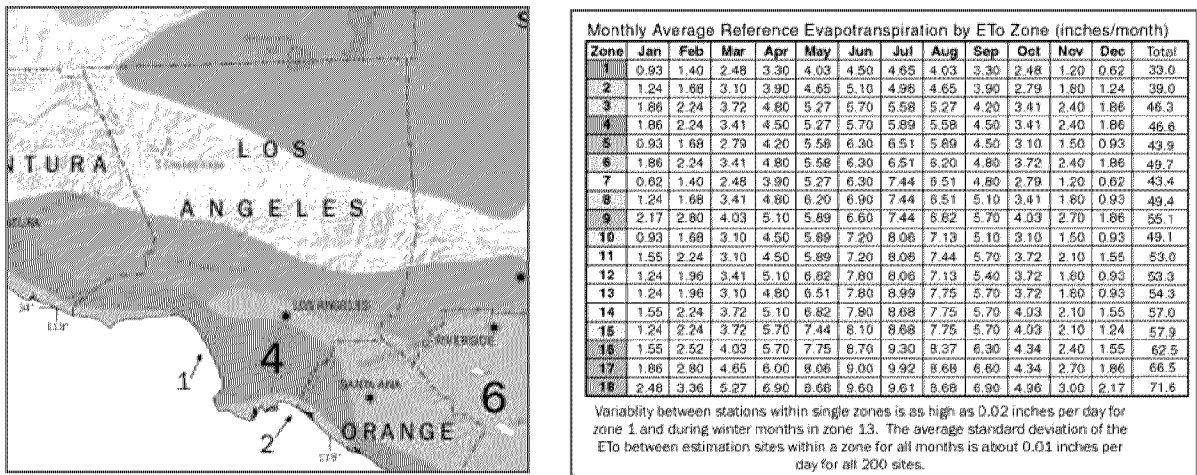 S
NTURA
LOS
ANGELES
LOS ANGELES
RIVERSIDE
SANTA ANA
4
6
1
2
ORANGE
Monthly Average Reference Evapotranspiration by ETo Zone (inches/month)
Zone Jan Feb Mar Apr May Jun Jul Aug Sep Oct Nov Dec Total
1 0.93 1.40 2.48 3.30 4.03 4.50 4.65 4.03 3.30 2.48 1.20 0.62 33.0
2 1.24 1.68 3.10 3.90 4.65 5.10 4.96 4.65 3.90 2.79 1.80 1.24 39.0
3 1.86 2.24 3.72 4.80 5.27 5.70 5.58 5.27 4.20 3.41 2.40 1.86 46.3
4 1.86 2.24 3.41 4.50 5.27 5.70 5.89 5.58 4.50 3.41 2.40 1.86 46.6
5 0.93 1.68 2.79 4.20 5.58 6.30 6.51 5.89 4.50 3.10 1.50 0.93 43.9
6 1.86 2.24 3.41 4.80 5.58 6.30 6.51 6.20 4.80 3.72 2.40 1.86 49.7
7 0.62 1.40 2.48 3.90 5.27 6.30 7.44 6.51 4.80 2.79 1.20 0.62 43.4
8 1.24 1.68 3.41 4.80 6.20 6.90 7.44 6.51 5.10 3.41 1.80 0.93 49.4
9 2.17 2.80 4.03 5.10 5.89 6.60 7.44 6.82 5.70 4.03 2.70 1.86 55.1
10 0.93 1.68 3.10 4.50 5.89 7.20 8.06 7.13 5.10 3.10 1.50 0.93 49.1
11 1.55 2.24 3.10 4.50 5.89 7.20 8.06 7.44 5.70 3.72 2.10 1.55 53.0
12 1.24 1.96 3.41 5.10 6.82 7.80 8.06 7.13 5.40 3.72 1.80 0.93 53.3
13 1.24 1.96 3.10 4.80 6.51 7.80 8.99 7.75 5.70 3.72 1.80 0.93 54.3
14 1.55 2.24 3.72 5.10 6.82 7.80 8.68 7.75 5.70 4.03 2.10 1.55 57.0
15 1.24 2.24 3.72 5.70 7.44 8.10 8.68 7.75 5.70 4.03 2.10 1.24 57.9
16 1.55 2.52 4.03 5.70 7.75 8.70 9.30 8.37 6.30 4.34 2.40 1.55 62.5
17 1.86 2.80 4.65 6.00 8.06 9.00 9.92 8.68 6.60 4.34 2.70 1.86 66.5
18 2.48 3.36 5.27 6.90 8.68 9.60 9.61 8.68 6.90 4.96 3.00 2.17 71.6
Variablity between stations within single zones is as high as 0.02 inches per day for
zone 1 and during winter months in zone 13. The average standard deviation of the
ETo between estimation sites within a zone for all months is about 0.01 inches per
day for all 200 sites.